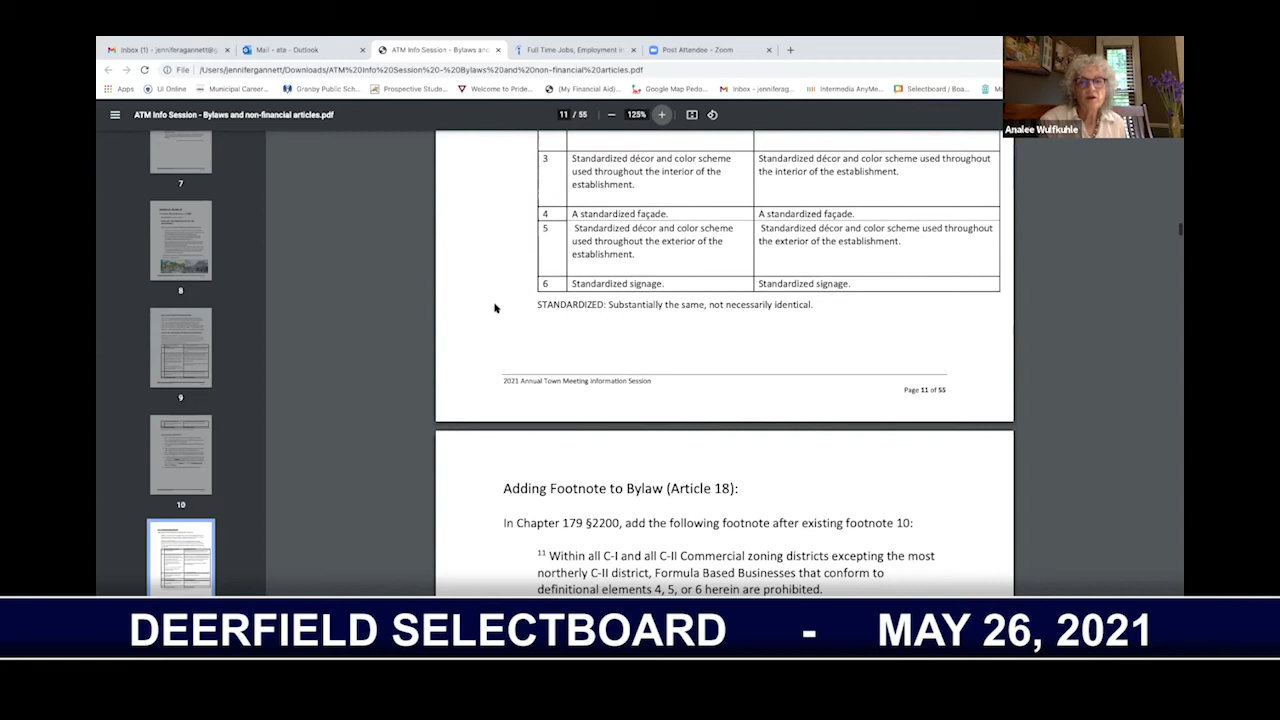 Inbox (1) - jenniferagannett@g
Mail - ata - Outlook
ATM Info Session - Bylaws and
Full Time Jobs, Employment in
Post Attendee - Zoom
File
/Users/jennifergannett/Downloads/ATM%20Info%20Session%20-%20Bylaws%20and%20non-financial%20articles.pdf
Apps
UI Online
Municipal Career...
Granby Public Sch...
Prospective Stude...
Welcome to Pride...
(My Financial Aid)...
Google Map Pedo...
Inbox - jenniferag...
Intermedia AnyMe...
Selectboard / Boa...
Analee Wulfkuhle
ATM Info Session - Bylaws and non-financial articles.pdf
11 / 55
125%
7
8
9
10
3
Standardized décor and color scheme
used throughout the interior of the
establishment.
Standardized décor and color scheme used throughout
the interior of the establishment.
4
A standardized façade.
A standardized façade.
5
Standardized décor and color scheme
used throughout the exterior of the
establishment.
Standardized décor and color scheme used throughout
the exterior of the establishment.
6
Standardized signage.
Standardized signage.
STANDARDIZED: Substantially the same, not necessarily identical.
2021 Annual Town Meeting Information Session
Page 11 of 55
Adding Footnote to Bylaw (Article 18):
In Chapter 179 §2200, add the following footnote after existing footnote 10:
11 Within all C-I and all C-II Commercial zoning districts excepting the most
northerly C-II district, Formula Based Businesses that conform to
definitional elements 4, 5, or 6 herein are prohibited.
DEERFIELD SELECTBOARD - MAY 26, 2021